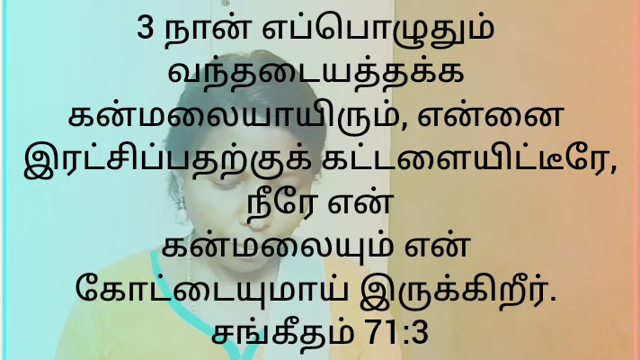 3 நான் எப்பொழுதும்
வந்தடையத்தக்க
கன்மலையாயிரும், என்னை
இரட்சிப்பதற்குக் கட்டளையிட்டீரே,
நீரே என்
கன்மலையும் என்
கோட்டையுமாய் இருக்கிறீர்.
சங்கீதம் 71:3